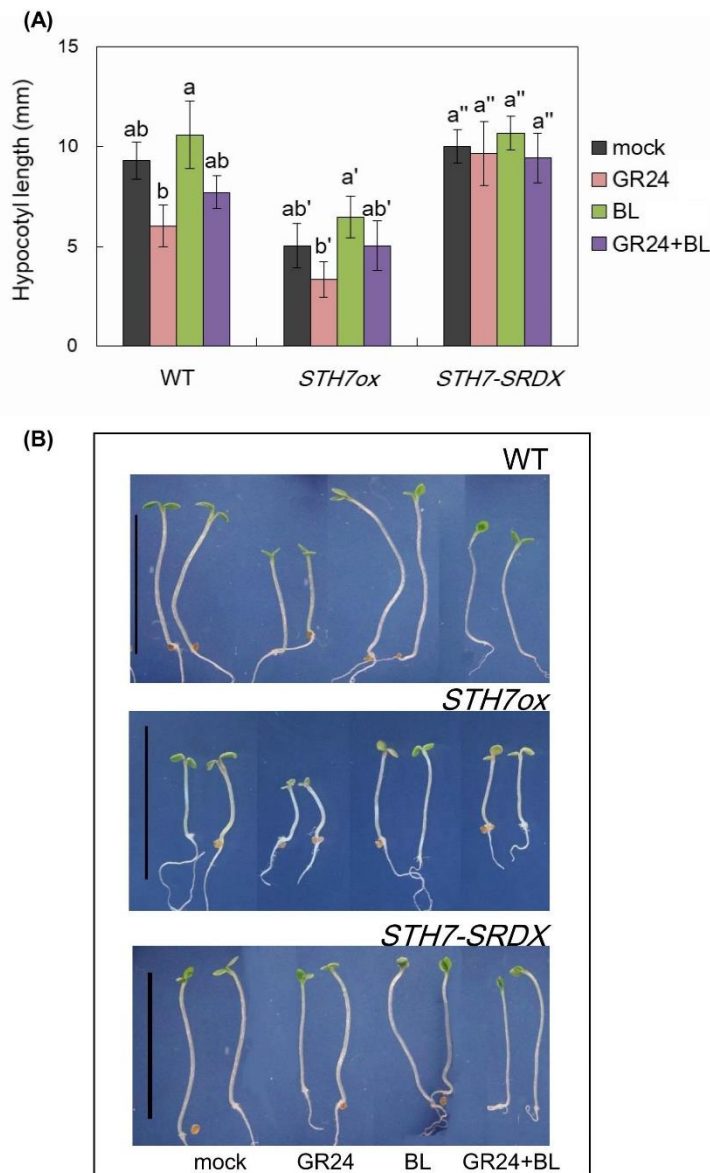 (A)
15
10
5
0
Hypocotyl length (mm)
ab
b
a
ab
ab'
b'
a'
ab'
a"
a"
a"
a"
mock
GR24
BL
GR24+BL
WT
STH7ox
STH7-SRDX
(B)
WT
STH7ox
STH7-SRDX
mock GR24 BL GR24+BL